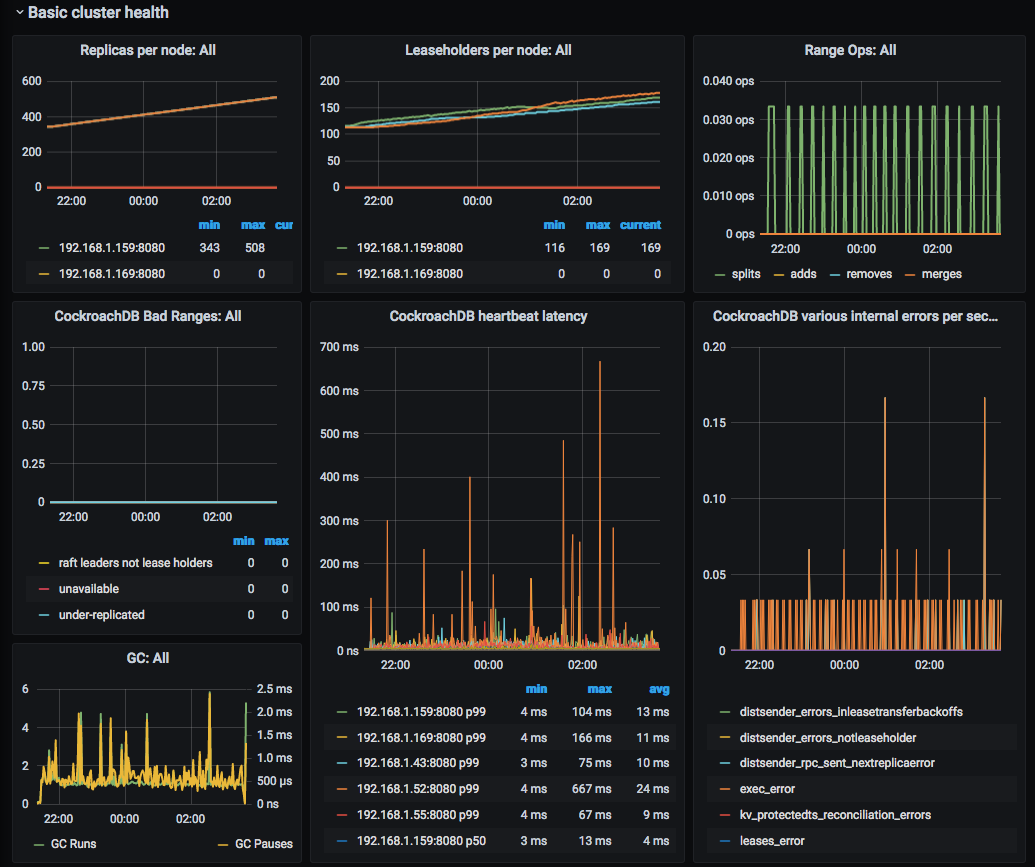 Basic cluster health
Replicas per node: All
600
400
200
0
22:00 00:00 02:00
min max cur
192.168.1.159:8080 343 508
192.168.1.169:8080 0 0
Leaseholders per node: All
200
150
100
50
0
22:00 00:00 02:00
min max current
192.168.1.159:8080 116 169 169
192.168.1.169:8080 0 0 0
Range Ops: All
0.040 ops
0.030 ops
0.020 ops
0.010 ops
0 ops
22:00 00:00 02:00
splits adds removes merges
CockroachDB Bad Ranges: All
1.00
0.75
0.50
0.25
0
22:00 00:00 02:00
min max
raft leaders not lease holders 0 0
unavailable 0 0
under-replicated 0 0
CockroachDB heartbeat latency
700 ms
600 ms
500 ms
400 ms
300 ms
200 ms
100 ms
0 ns
22:00 00:00 02:00
min max avg
192.168.1.159:8080 p99 4 ms 104 ms 13 ms
192.168.1.169:8080 p99 4 ms 166 ms 11 ms
192.168.1.43:8080 p99 3 ms 75 ms 10 ms
192.168.1.52:8080 p99 4 ms 667 ms 24 ms
192.168.1.55:8080 p99 4 ms 67 ms 9 ms
192.168.1.159:8080 p50 3 ms 13 ms 4 ms
CockroachDB various internal errors per sec...
0.20
0.15
0.10
0.05
0
22:00 00:00 02:00
distsender_errors_inleasetransferbackoffs
distsender_errors_notleaseholder
distsender_rpc_sent_nextreplicaerror
exec_error
kv_protectedts_reconciliation_errors
leases_error
GC: All
6 2.5 ms
2.0 ms
4 1.5 ms
1.0 ms
2 500 µs
0 0 ns
22:00 00:00 02:00
GC Runs GC Pauses